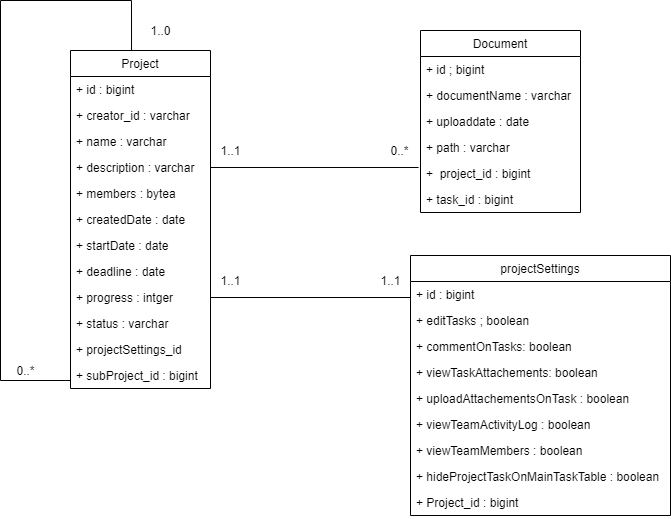 1..0
Project
+ id : bigint
+ creator_id : varchar
+ name : varchar
+ description : varchar
+ members : bytea
+ createdDate : date
+ startDate : date
+ deadline : date
+ progress : intger
+ status : varchar
+ projectSettings_id
+ subProject_id : bigint
0..*
1..1
0..*
Document
+ id ; bigint
+ documentName : varchar
+ uploaddate : date
+ path : varchar
+ project_id : bigint
+ task_id : bigint
1..1
1..1
projectSettings
+ id : bigint
+ editTasks ; boolean
+ commentOnTasks: boolean
+ viewTaskAttachements: boolean
+ uploadAttachementsOnTask : boolean
+ viewTeamActivityLog : boolean
+ viewTeamMembers : boolean
+ hideProjectTaskOnMainTaskTable : boolean
+ Project_id : bigint